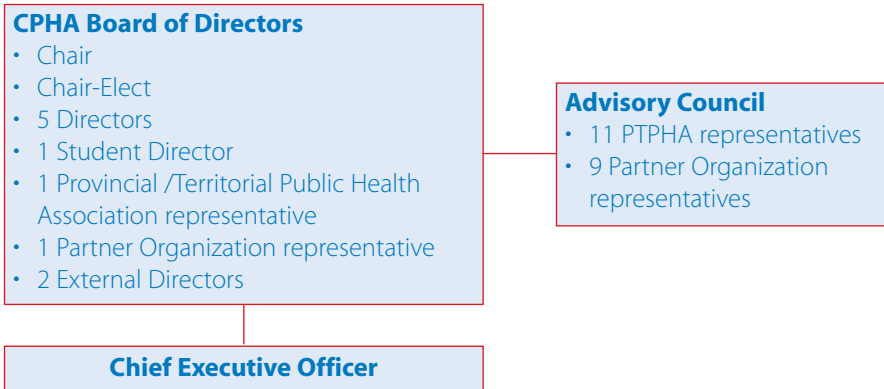 CPHA Board of Directors
• Chair
• Chair-Elect
• 5 Directors
• 1 Student Director
• 1 Provincial /Territorial Public Health
Association representative
• 1 Partner Organization representative
• 2 External Directors
Advisory Council
• 11 PTPHA representatives
• 9 Partner Organization
representatives
Chief Executive Officer